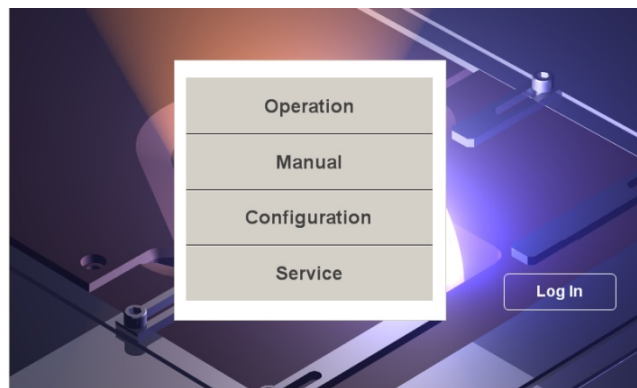 Operation
Manual
Configuration
Service
Log In